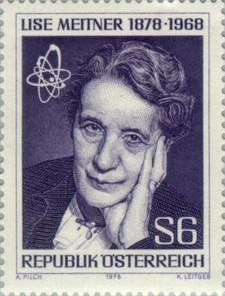 LISE MEITNER 1878 · 1968
S6
REPUBLIK ÖSTERREICH
A. PILCH 1978 K. LEITGEB